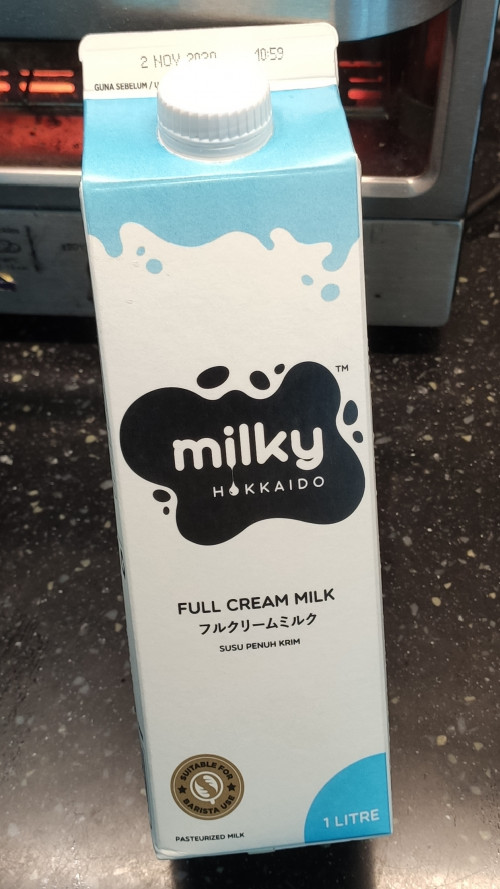 2 NOV 2020 10:59
GUNA SEBELUM /
milky
TM
HOKKAIDO
FULL CREAM MILK
フルクリームミルク
SUSU PENUH KRIM
SUITABLE FOR
BARISTA USE
1 LITRE
PASTEURIZED MILK